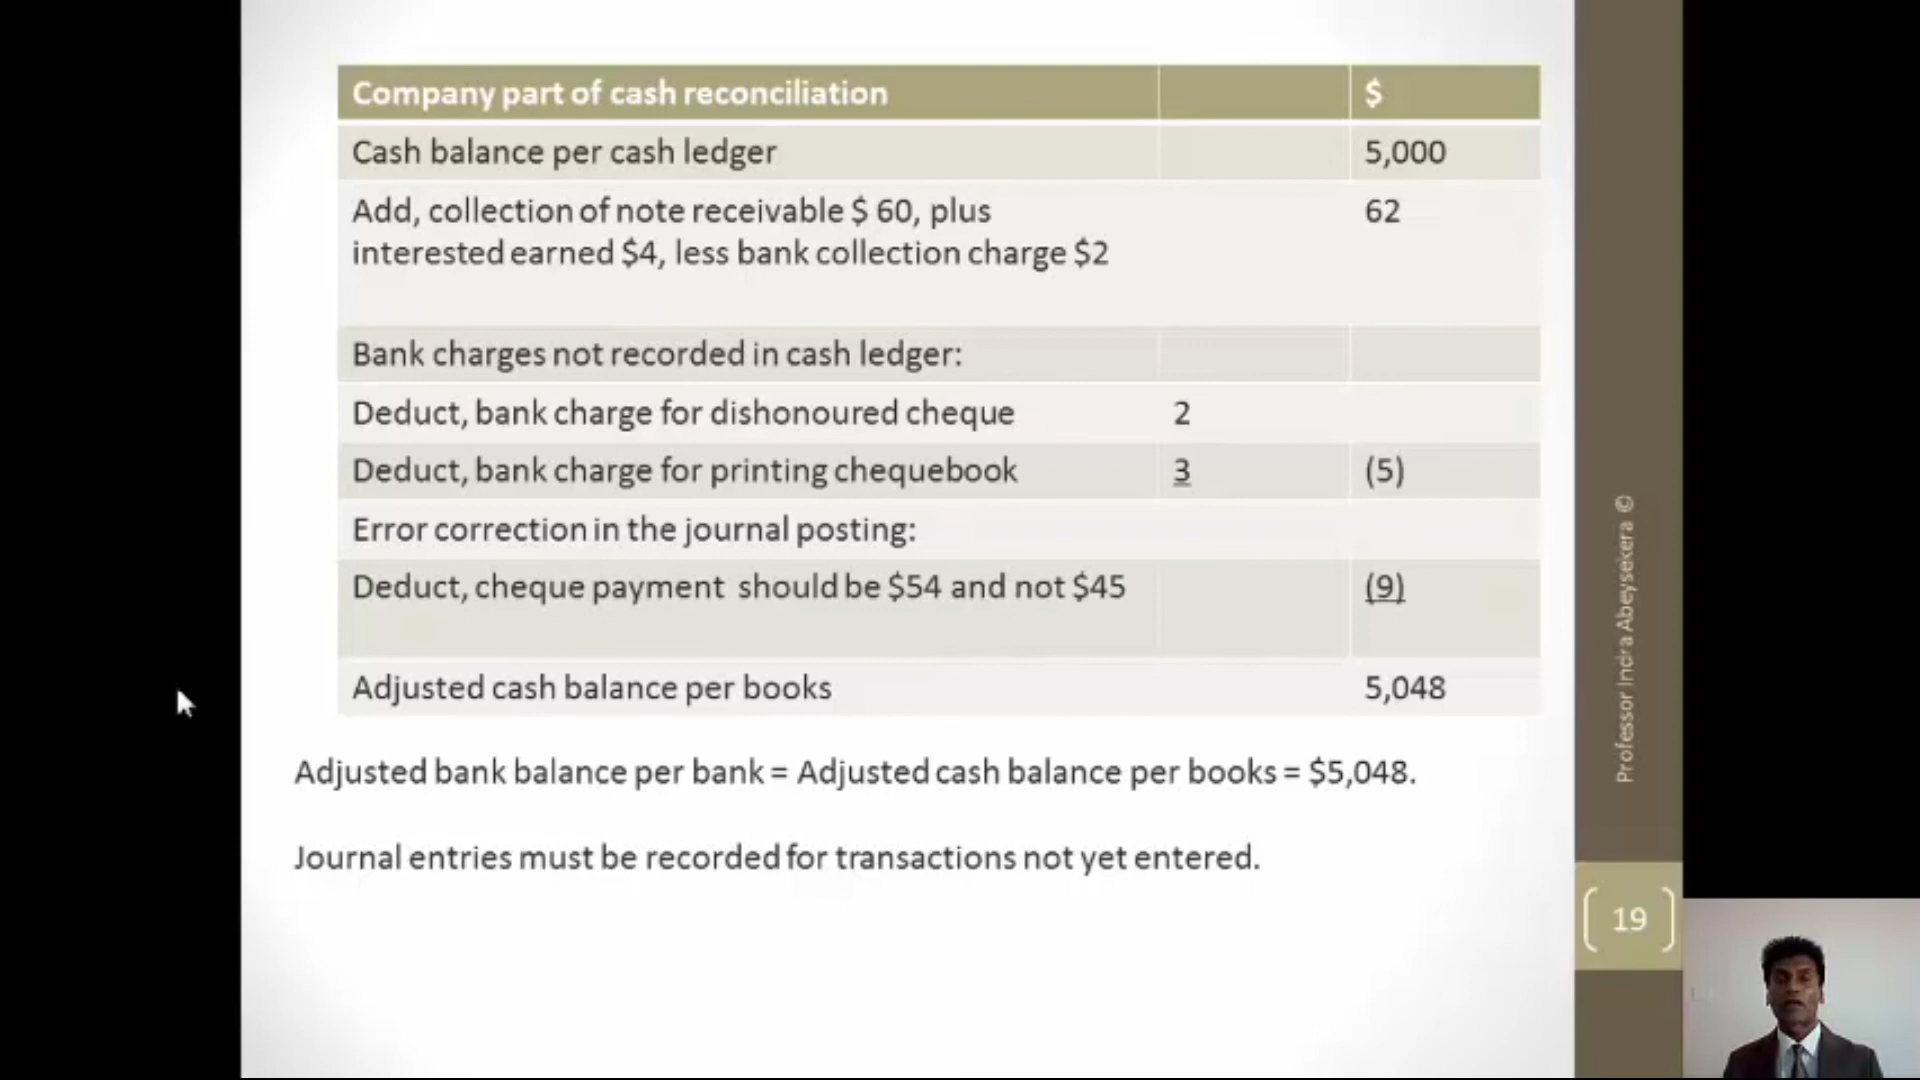 Company part of cash reconciliation $
Cash balance per cash ledger 5,000
Add, collection of note receivable $ 60, plus 62
interested earned $4, less bank collection charge $2
Bank charges not recorded in cash ledger:
Deduct, bank charge for dishonoured cheque 2
Deduct, bank charge for printing chequebook 3 (5)
Error correction in the journal posting:
Deduct, cheque payment should be $54 and not $45 (9)
Adjusted cash balance per books 5,048
Adjusted bank balance per bank = Adjusted cash balance per books = $5,048.
Journal entries must be recorded for transactions not yet entered.
Professor Indra Abeysekera ©
19